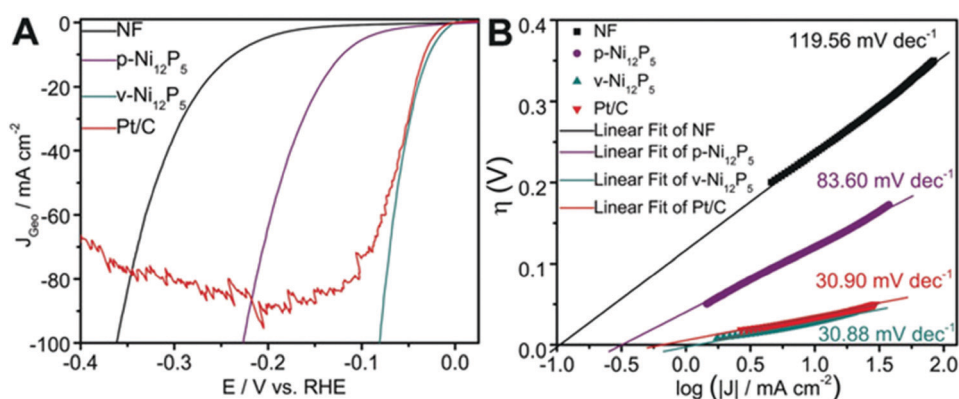 A
NF
p-Ni₁₂P₅
v-Ni₁₂P₅
Pt/C
0
-20
-40
-60
-80
-100
J_Geo / mA cm⁻²
-0.4
-0.3
-0.2
-0.1
0.0
E / V vs. RHE
B
NF
p-Ni₁₂P₅
v-Ni₁₂P₅
Pt/C
Linear Fit of NF
Linear Fit of p-Ni₁₂P₅
Linear Fit of v-Ni₁₂P₅
Linear Fit of Pt/C
119.56 mV dec⁻¹
83.60 mV dec⁻¹
30.90 mV dec⁻¹
30.88 mV dec⁻¹
0.4
0.3
0.2
0.1
0.0
η (V)
-1.0
-0.5
0.0
0.5
1.0
1.5
2.0
log (|J| / mA cm⁻²)